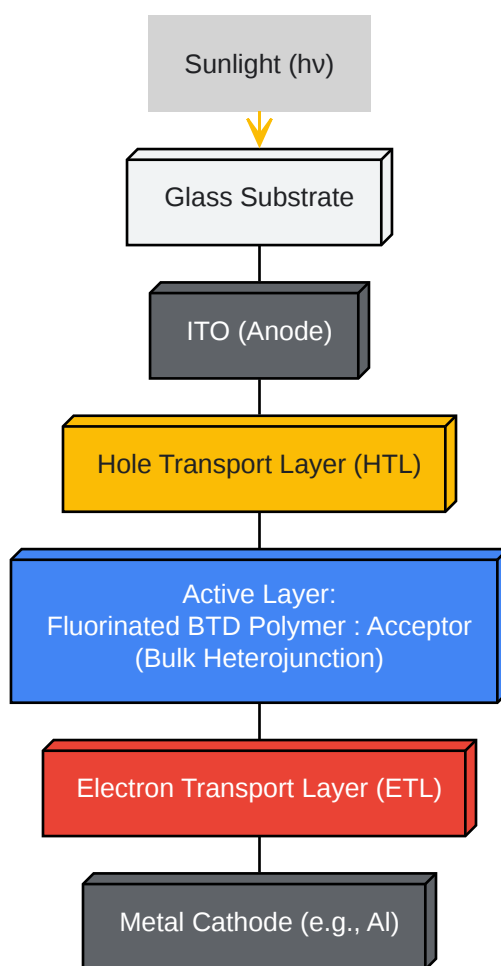 Sunlight (hν)
Glass Substrate
ITO (Anode)
Hole Transport Layer (HTL)
Active Layer:
Fluorinated BTD Polymer : Acceptor
(Bulk Heterojunction)
Electron Transport Layer (ETL)
Metal Cathode (e.g., Al)